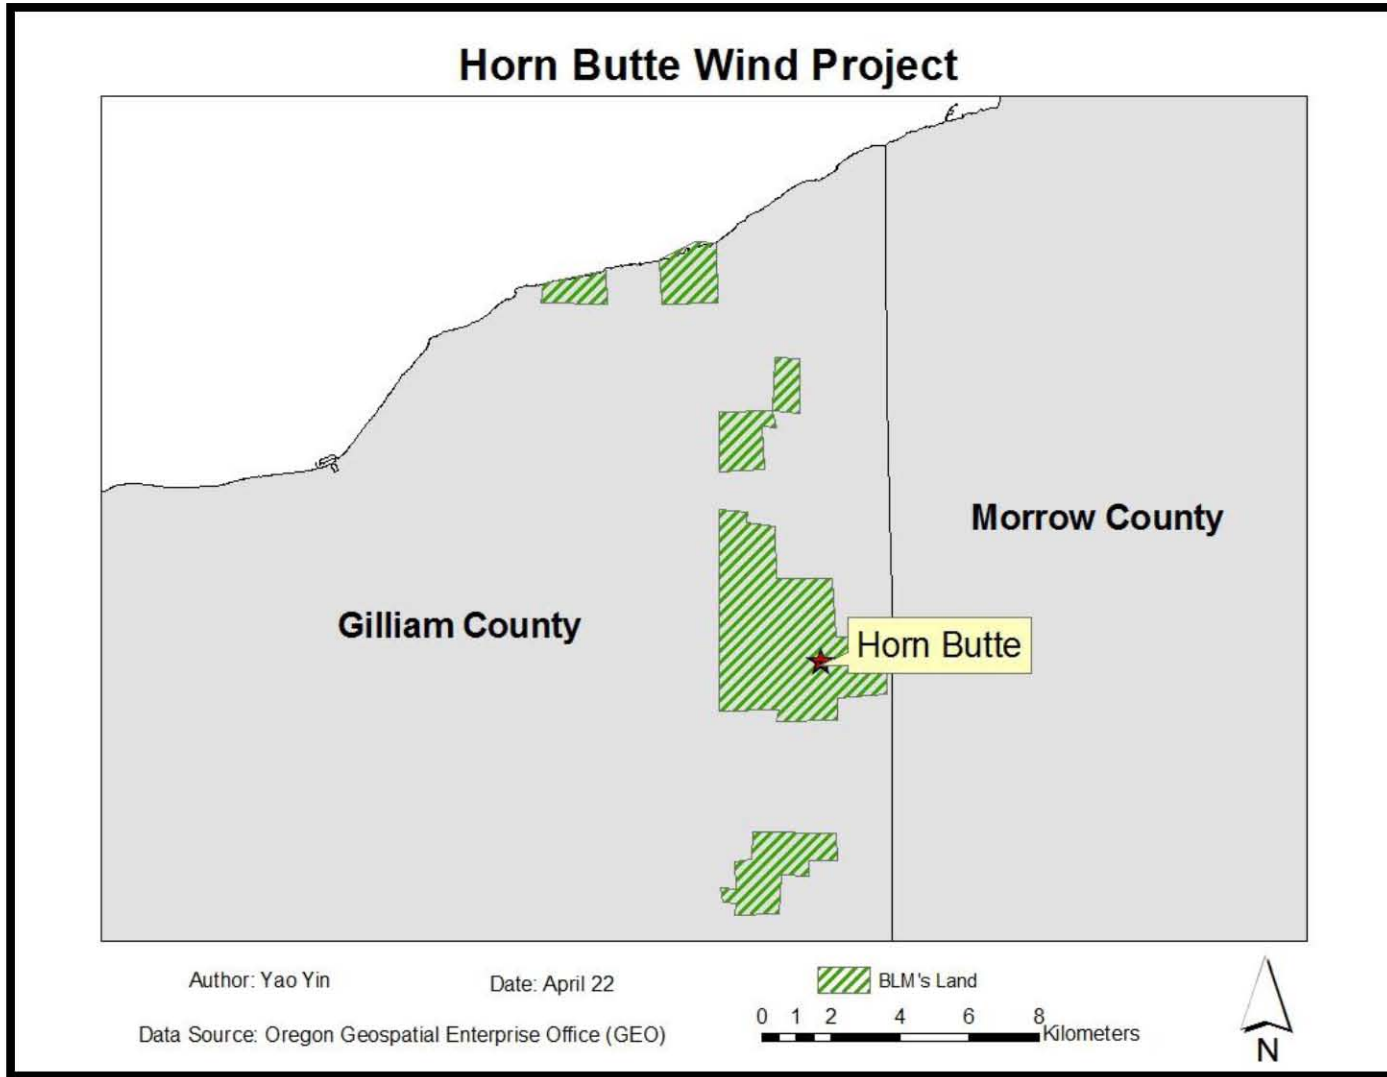 Horn Butte Wind Project
Morrow County
Gilliam County
Horn Butte
Author: Yao Yin
Date: April 22
BLM's Land
Data Source: Oregon Geospatial Enterprise Office (GEO)
0 1 2 4 6 8
Kilometers
N